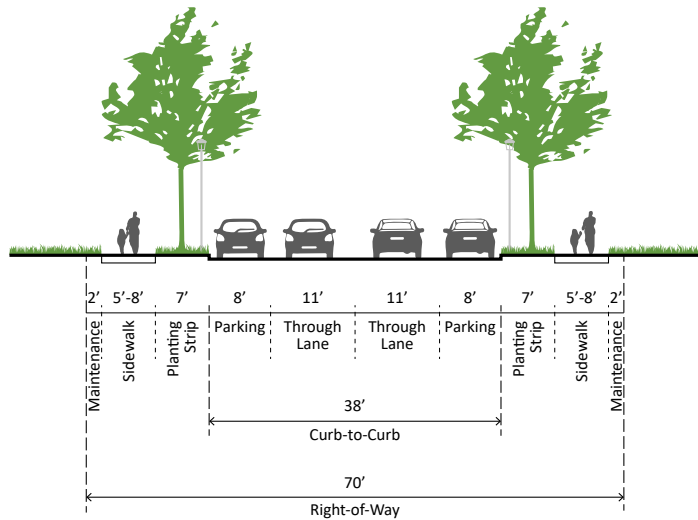 2’ 5’-8’ 7’ 8’ 11’ 11’ 8’ 7’ 5’-8’ 2’
Maintenance
Sidewalk
Planting
Strip
Parking
Through
Lane
Through
Lane
Parking
Planting
Strip
Sidewalk
Maintenance
38’
Curb-to-Curb
70’
Right-of-Way